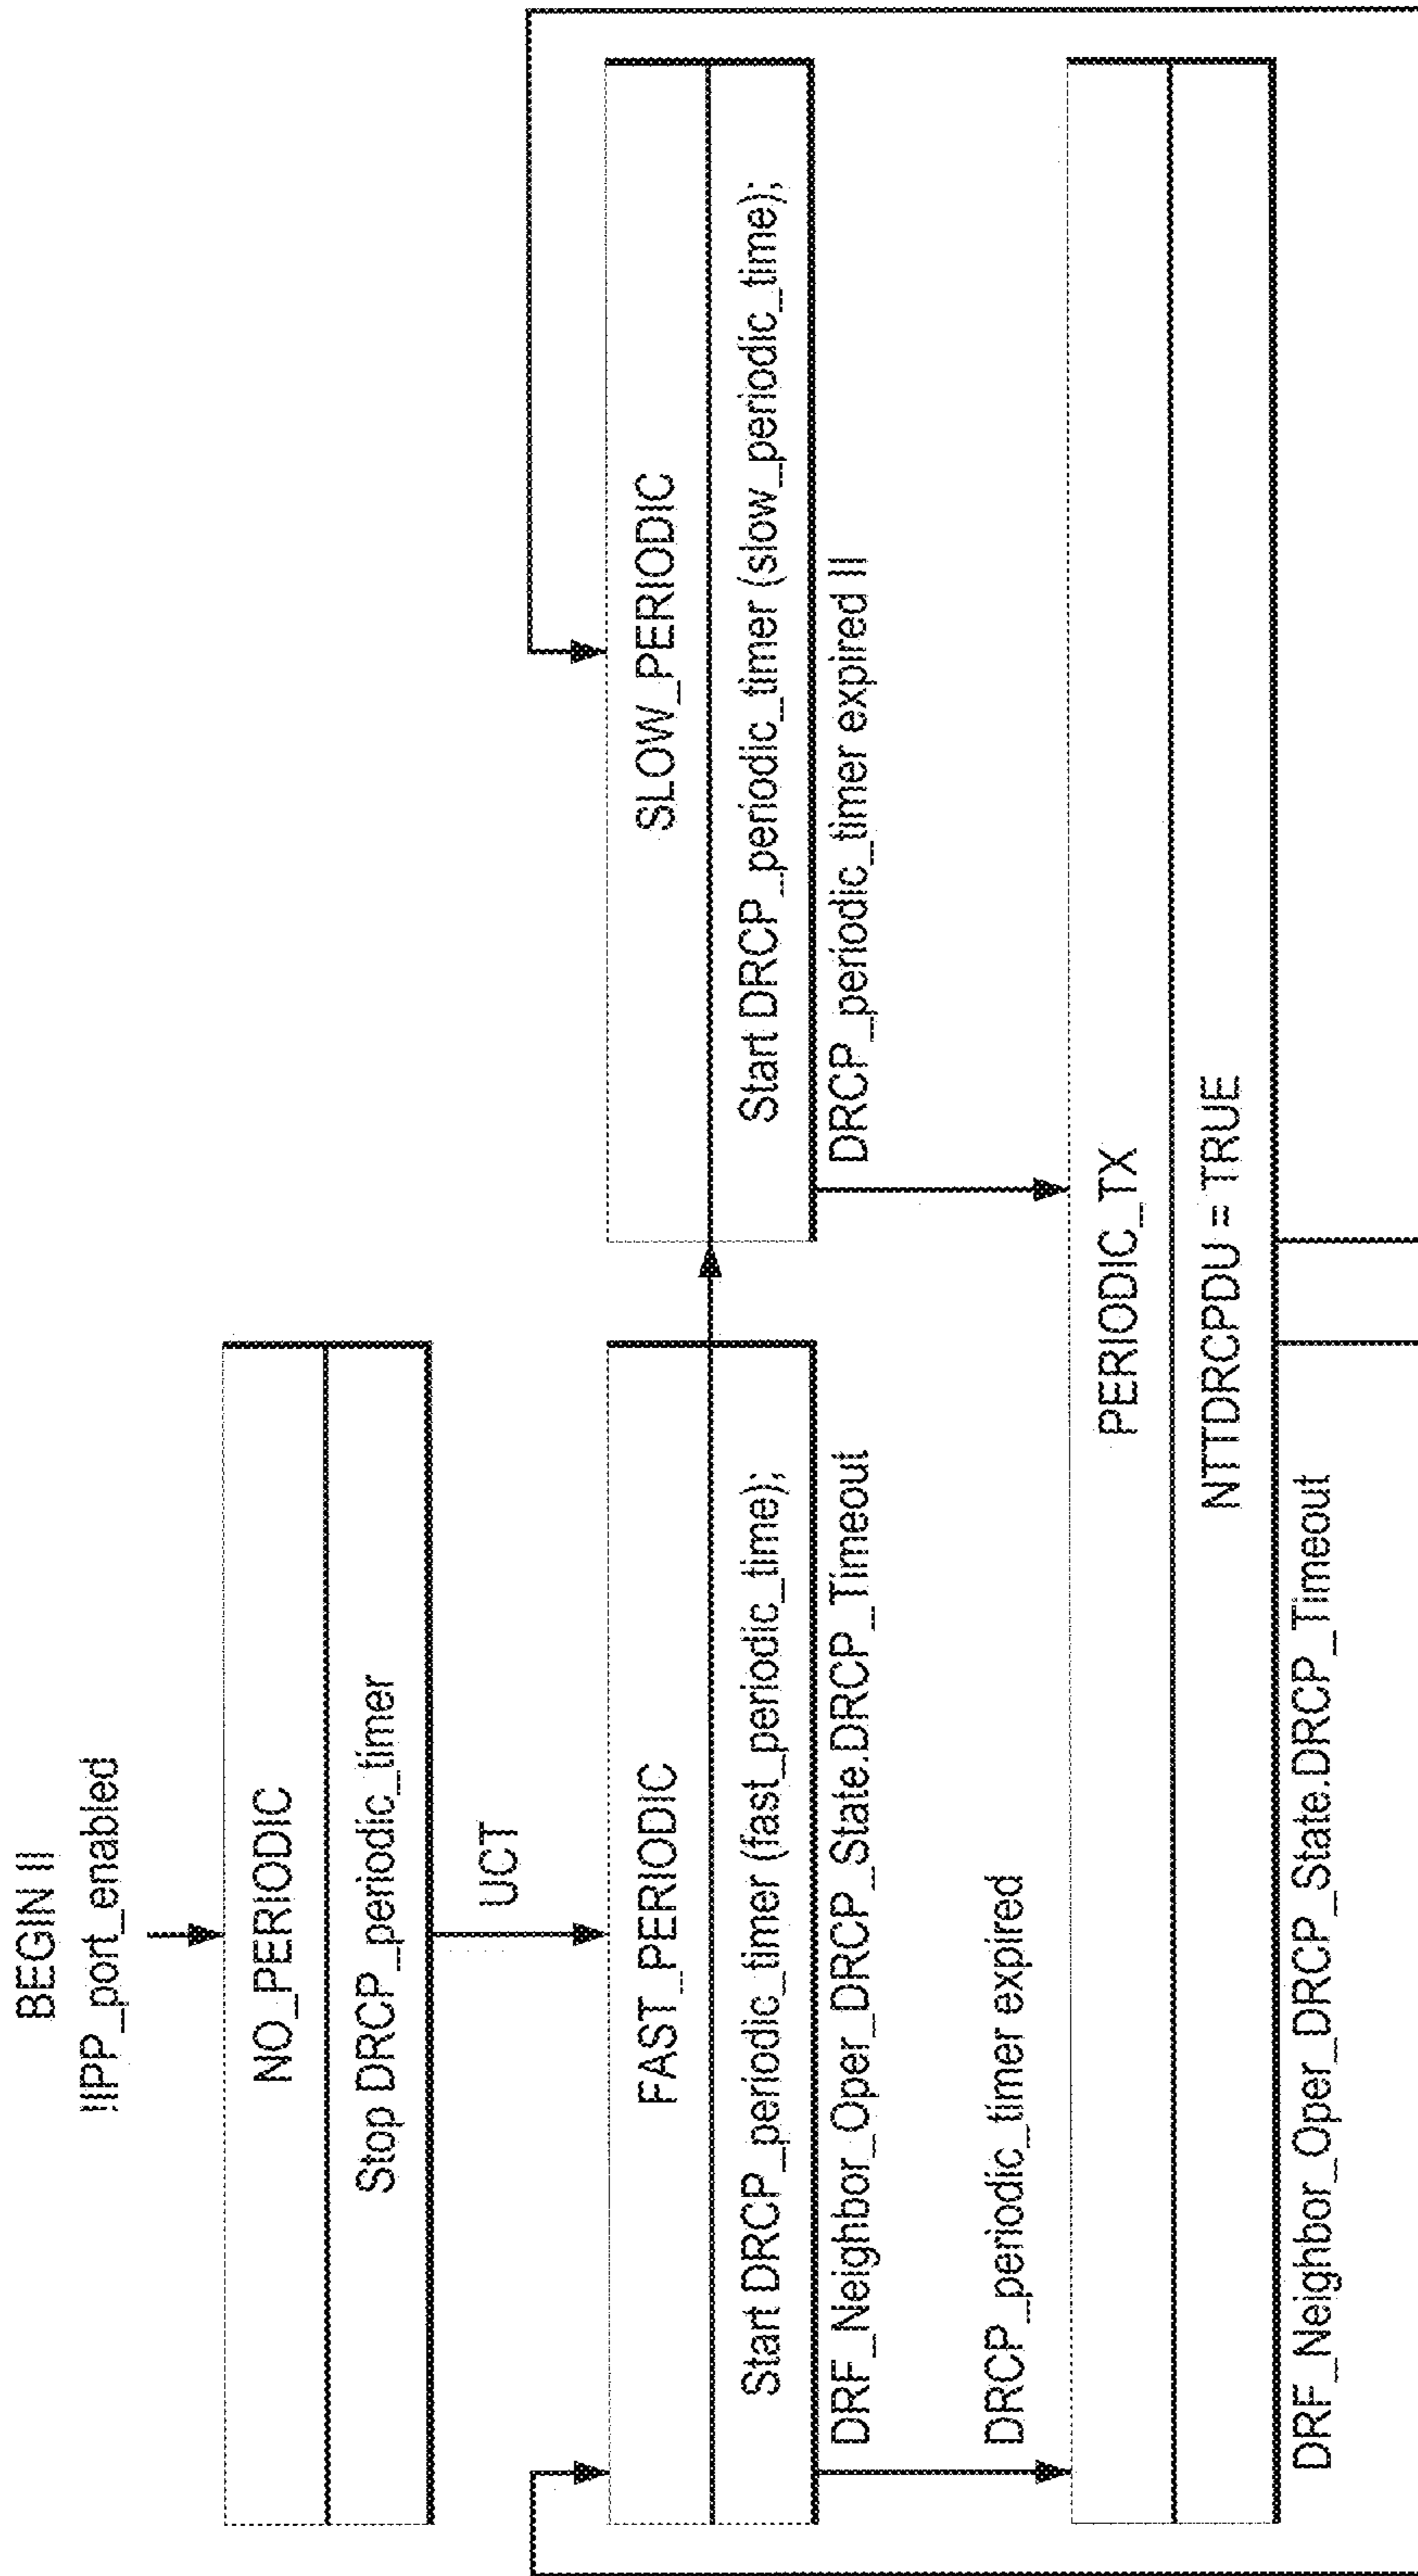 BEGIN ||
!IPP_port_enabled
NO_PERIODIC
Stop DRCP_periodic_timer
UCT
FAST_PERIODIC
Start DRCP_periodic_timer (fast_periodic_time);
DRF_Neighbor_Oper_DRCP_State.DRCP_Timeout
DRCP_periodic_timer expired
SLOW_PERIODIC
Start DRCP_periodic_timer (slow_periodic_time);
DRCP_periodic_timer expired ||
PERIODIC_TX
NTTDRCPDU = TRUE
DRF_Neighbor_Oper_DRCP_State.DRCP_Timeout